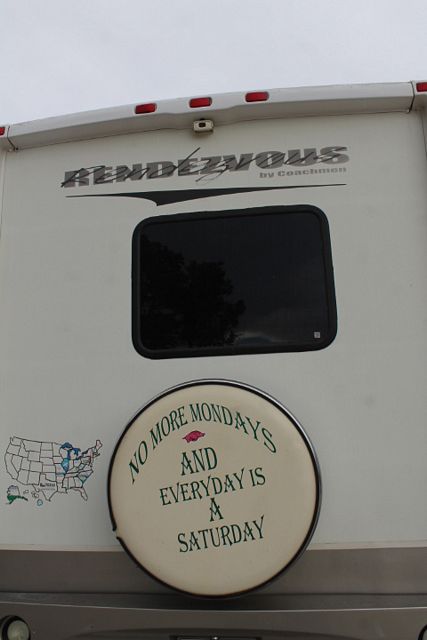 RENDEZVOUS
by Coachmen
NO MORE MONDAYS
AND
EVERYDAY IS
A
SATURDAY